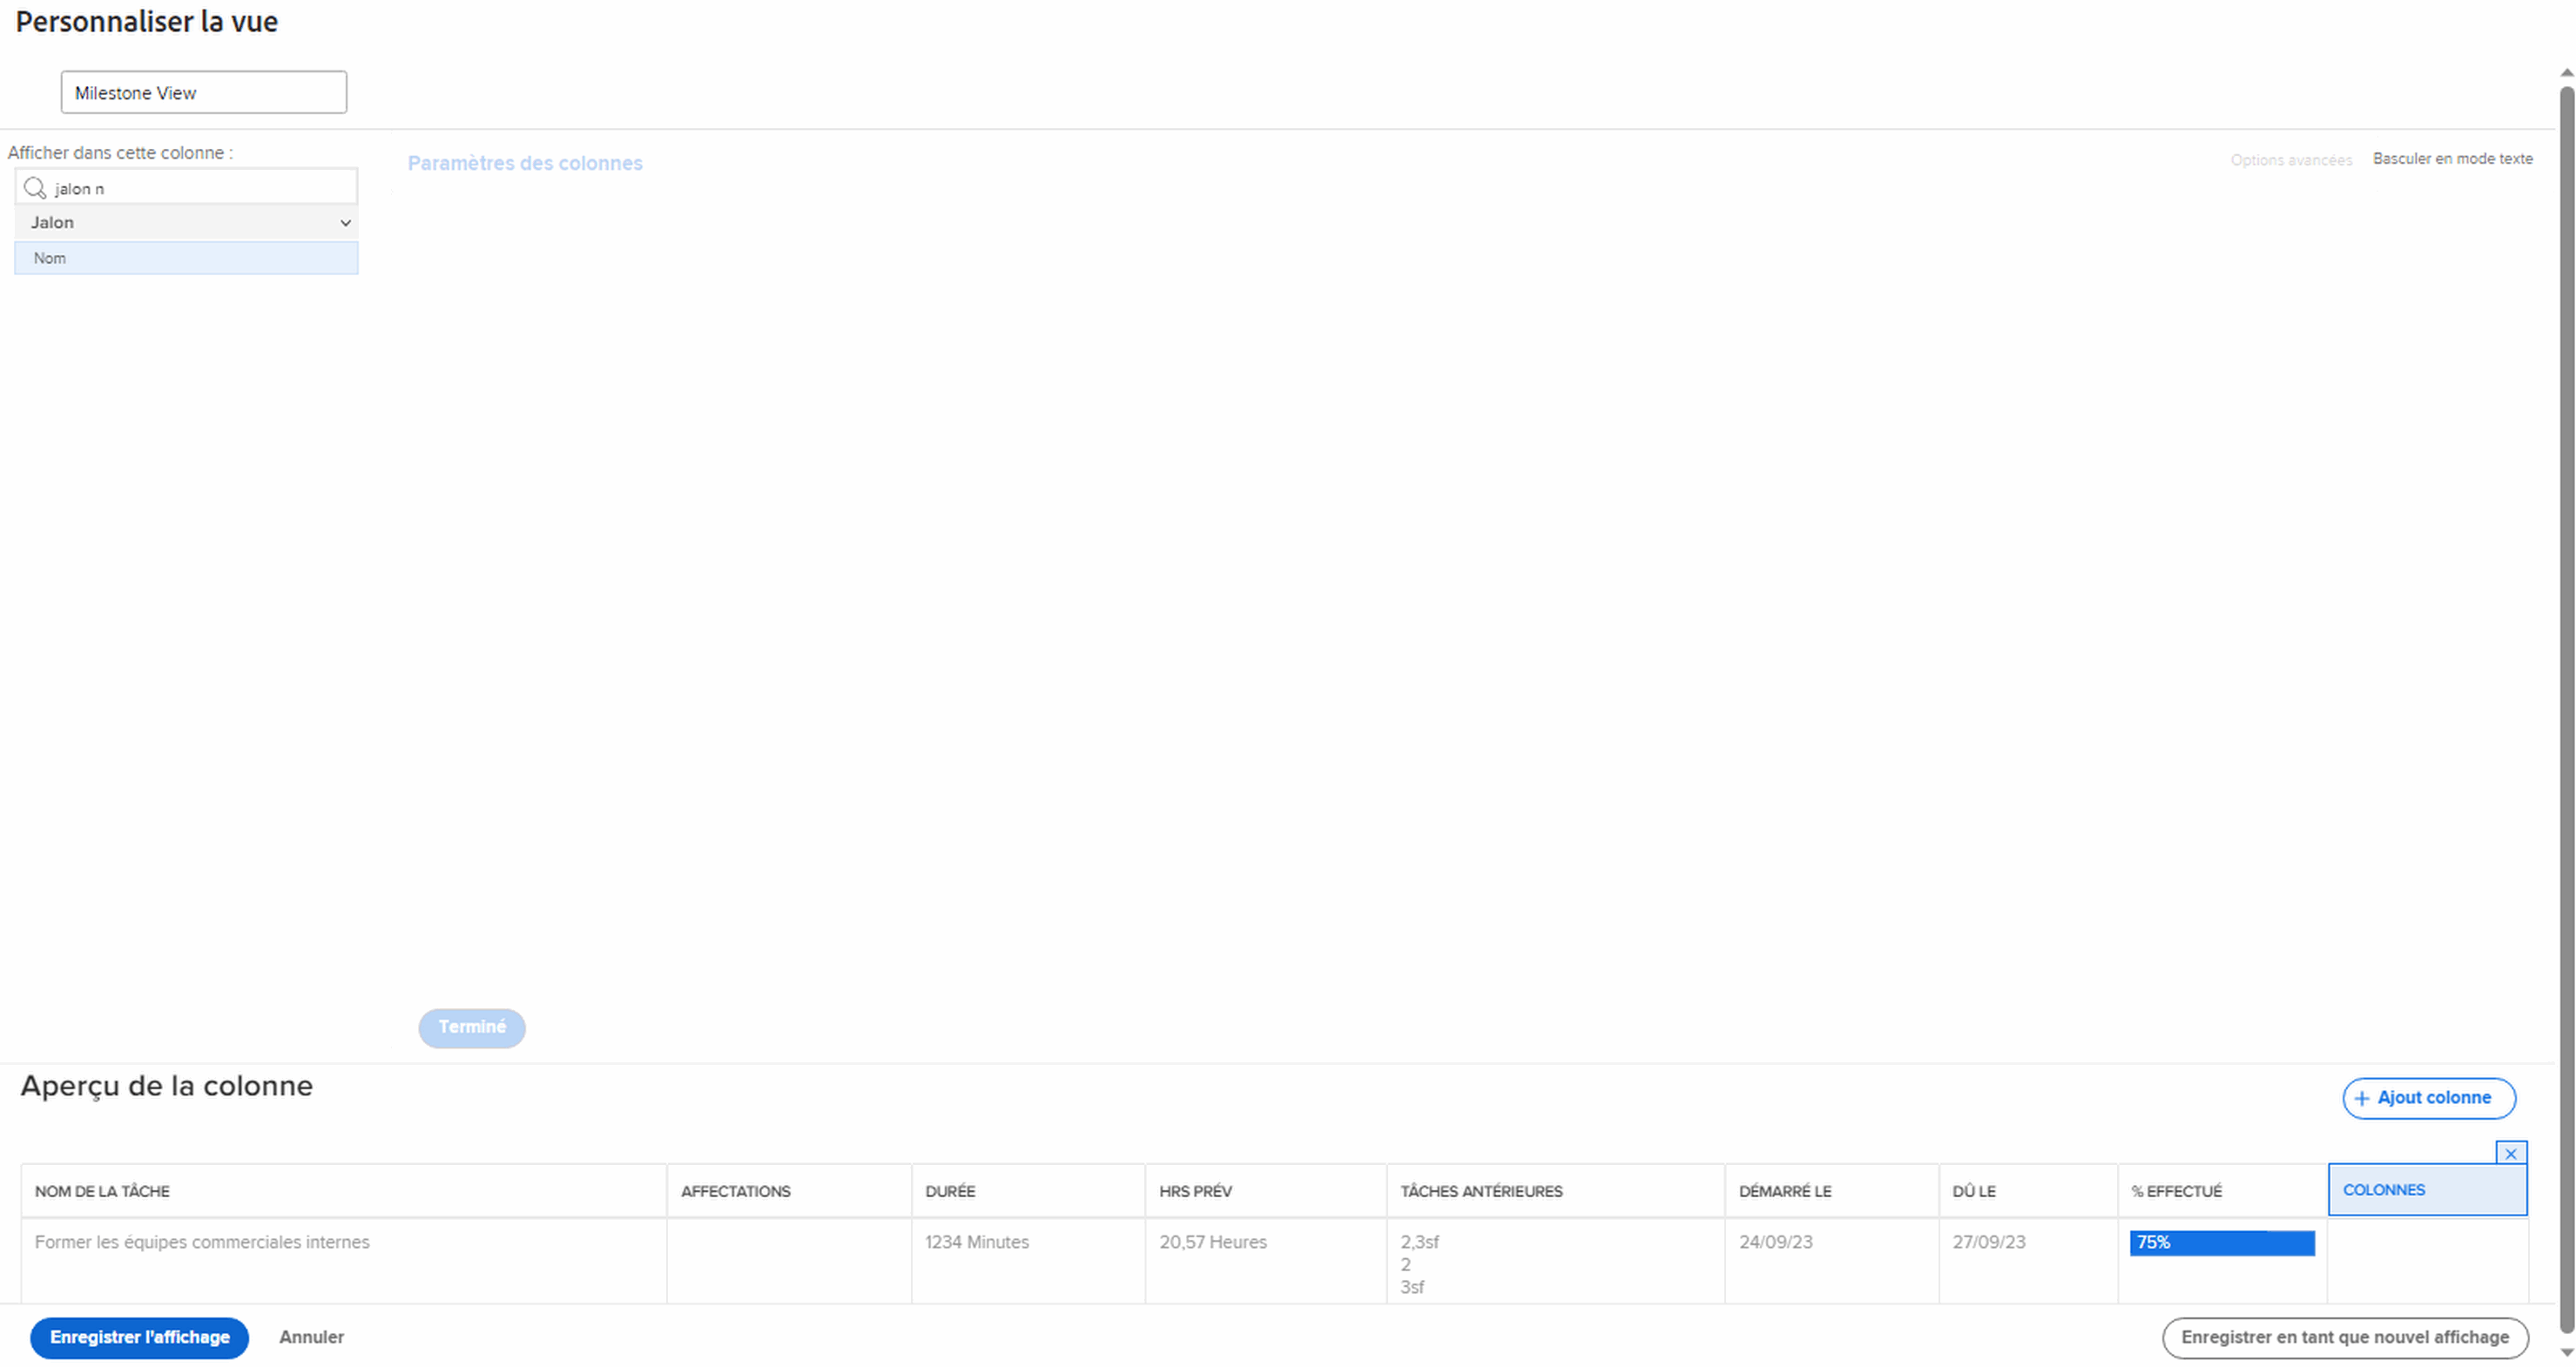 Personnaliser la vue
Milestone View
Afficher dans cette colonne :
jalon n
Jalon
Nom
Paramètres des colonnes
Options avancées
Basculer en mode texte
Terminé
Aperçu de la colonne
+ Ajout colonne
NOM DE LA TÂCHE AFFECTATIONS DURÉE HRS PRÉV TÂCHES ANTÉRIEURES DÉMARRÉ LE DÛ LE % EFFECTUÉ COLONNES
Former les équipes commerciales internes 1234 Minutes 20,57 Heures 2,3sf 24/09/23 27/09/23 75%
2
3sf
Enregistrer l'affichage Annuler Enregistrer en tant que nouvel affichage